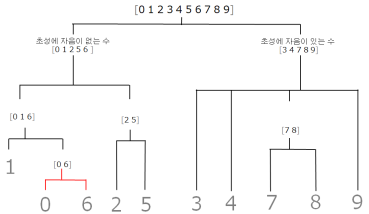 [0 1 2 3 4 5 6 7 8 9]
초성에 자음이 없는 수
[0 1 2 5 6 ]
초성에 자음이 있는 수
[3 4 7 8 9]
[0 1 6]
[2 5]
[7 8]
1
[0 6]
0 6 2 5 3 4 7 8 9